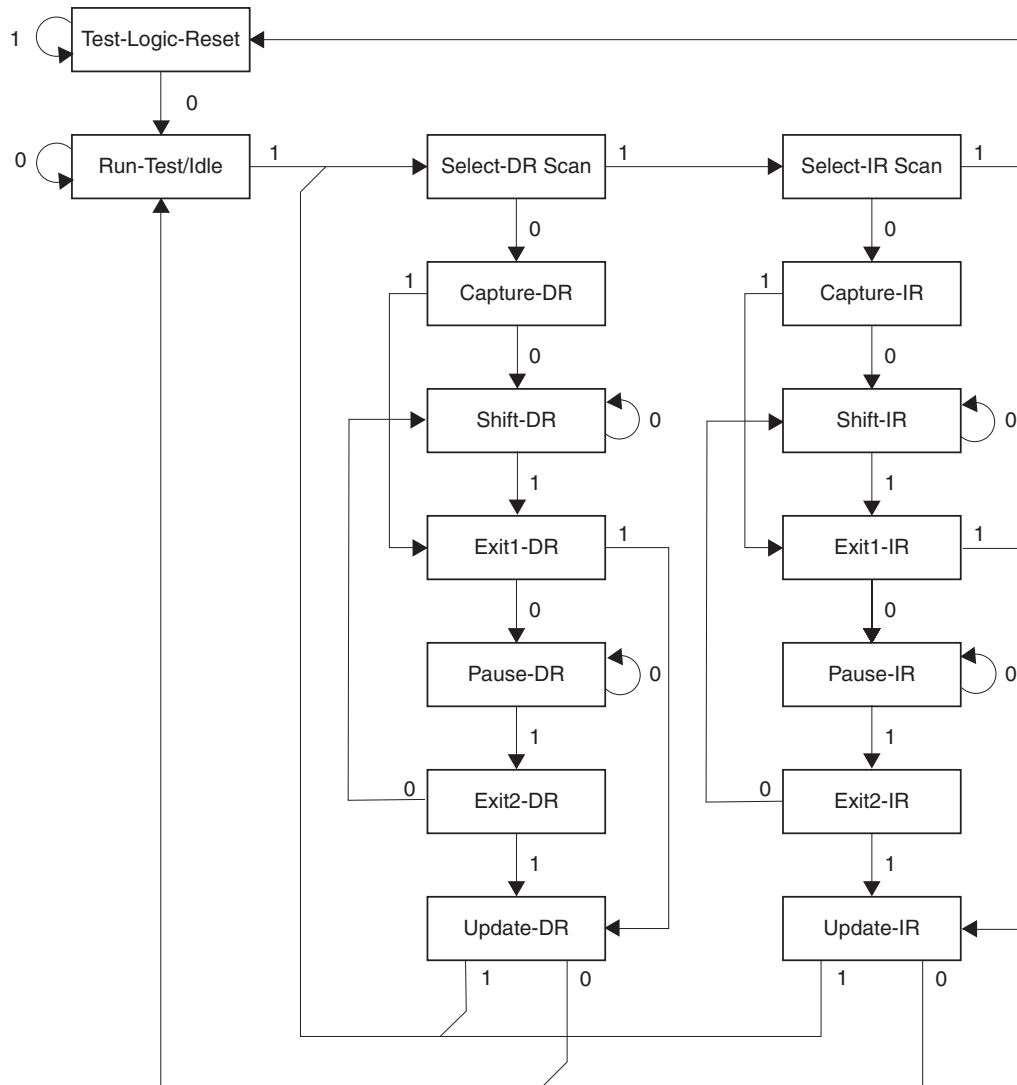 1
Test-Logic-Reset
0
0
Run-Test/Idle
1
Select-DR Scan
1
Select-IR Scan
1
0
0
1
Capture-DR
1
Capture-IR
0
0
Shift-DR
0
Shift-IR
0
1
1
Exit1-DR
1
Exit1-IR
1
0
0
Pause-DR
0
Pause-IR
0
1
1
0
Exit2-DR
0
Exit2-IR
1
1
Update-DR
Update-IR
1
0
1
0